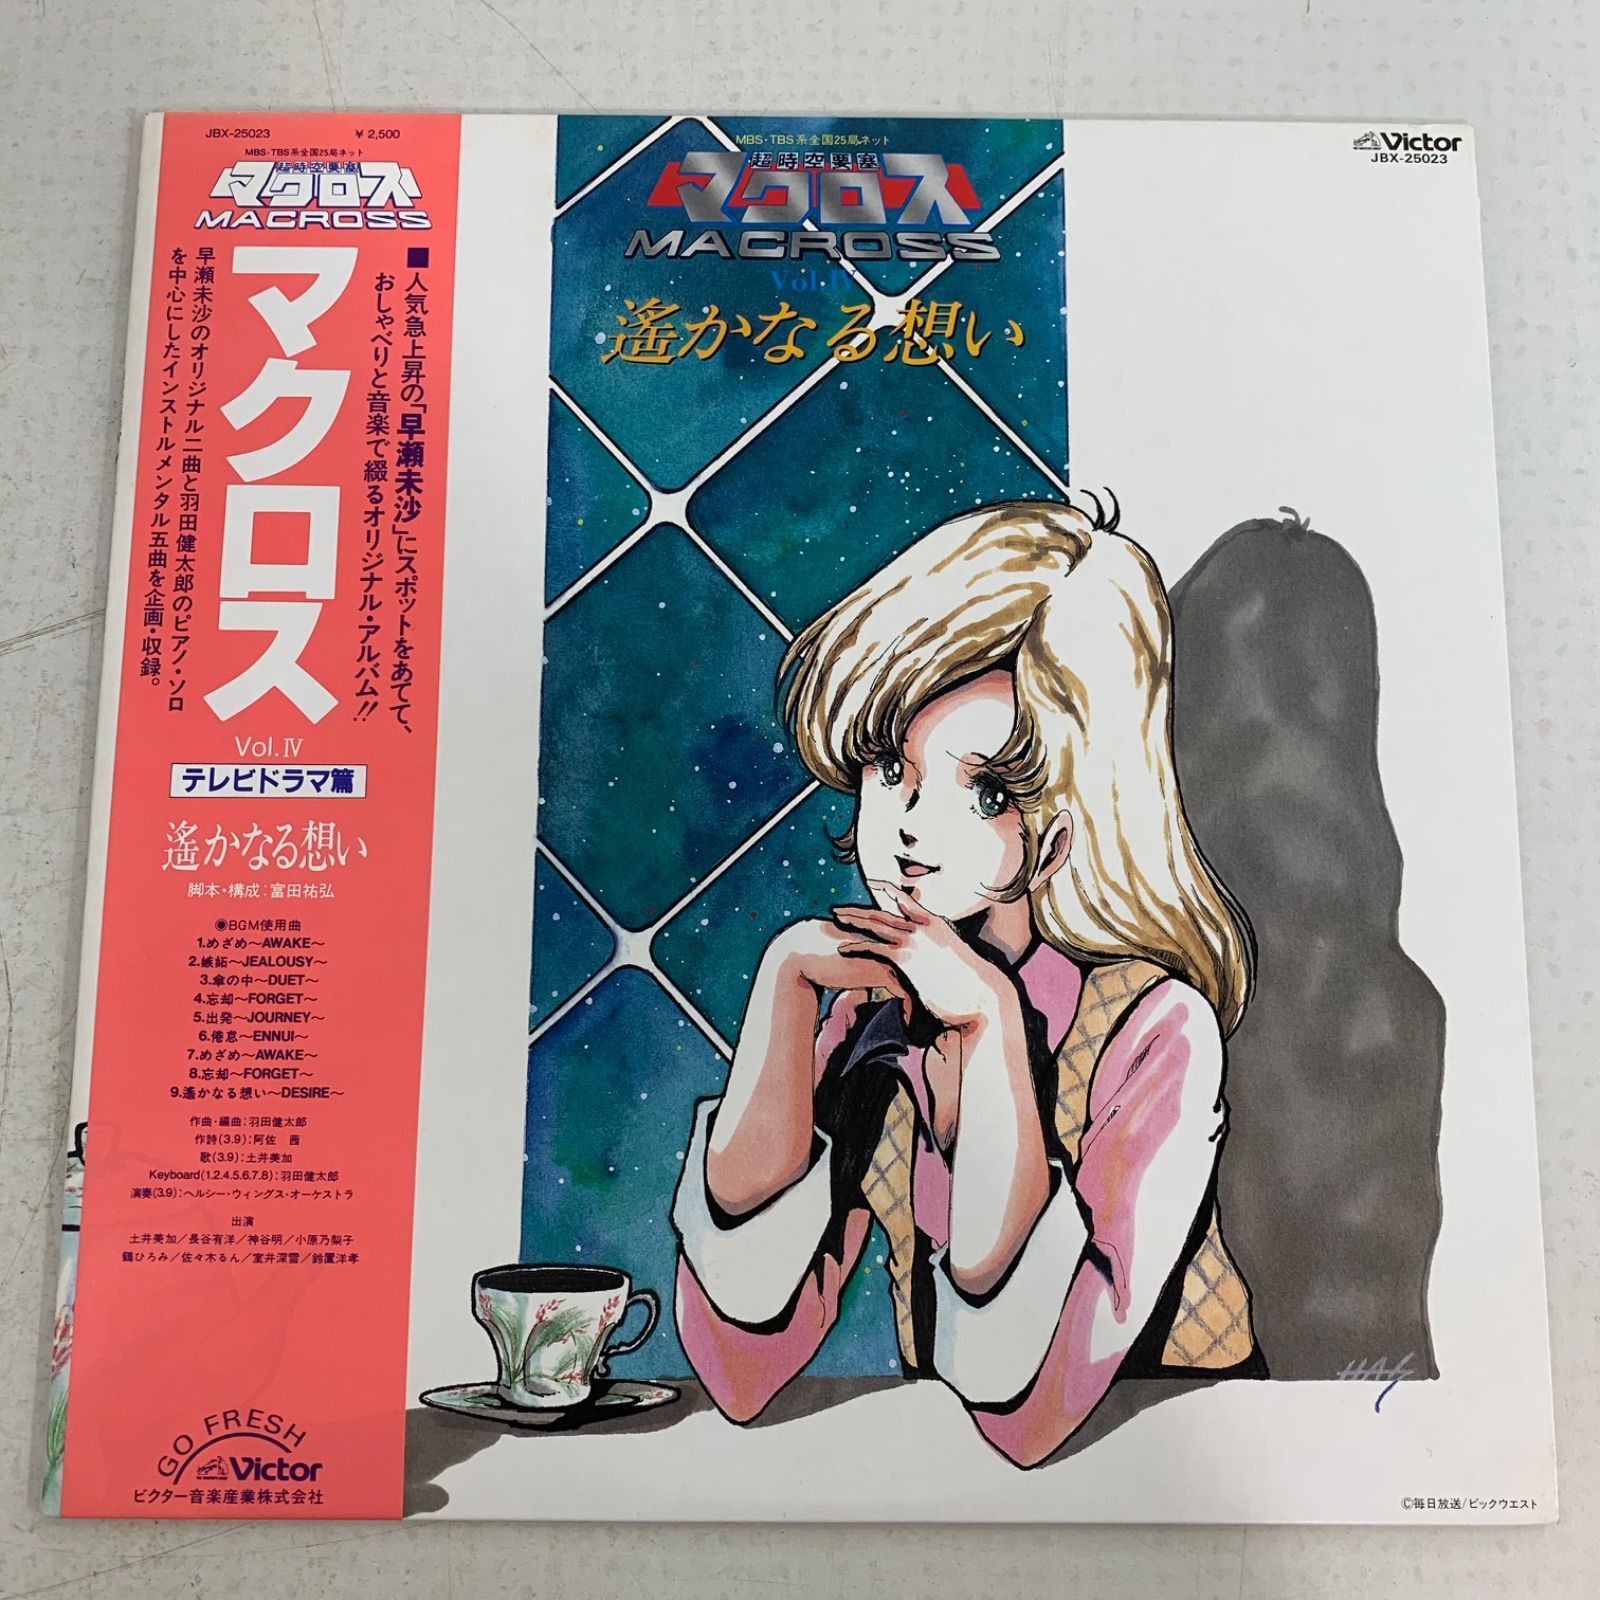 JBX-25023 ¥2,500
MBS・TBS系全国25局ネット
超時空要塞
マクロス
MACROSS
■人気急上昇の「早瀬未沙」にスポットをあてて、
おしゃべりと音楽で綴るオリジナル・アルバム!!
マクロス
早瀬未沙のオリジナル二曲と羽田健太郎のピアノ・ソロ
を中心にしたインストルメンタル五曲を企画・収録。
Vol.Ⅳ
テレビドラマ篇
遙かなる想い
脚本・構成:富田祐弘
◉BGM使用曲
1.めざめ〜AWAKE〜
2.嫉妬〜JEALOUSY〜
3.傘の中〜DUET〜
4.忘却〜FORGET〜
5.出発〜JOURNEY〜
6.倦怠〜ENNUI〜
7.めざめ〜AWAKE〜
8.忘却〜FORGET〜
9.遙かなる想い〜DESIRE〜
作曲・編曲:羽田健太郎
作詩(3.9):阿佐 茜
歌(3.9):土井美加
Keyboard(1.2.4.5.6.7.8):羽田健太郎
演奏(3.9):ヘルシー・ウィングス・オーケストラ
出演
土井美加/長谷有洋/神谷明/小原乃梨子
鶴ひろみ/佐々木るん/室井深雪/鈴置洋孝
GO FRESH
Victor
ビクター音楽産業株式会社
MBS・TBS系全国25局ネット
超時空要塞
マクロス
MACROSS
Vol.Ⅳ
遙かなる想い
Victor
JBX-25023
©毎日放送/ビックウエスト